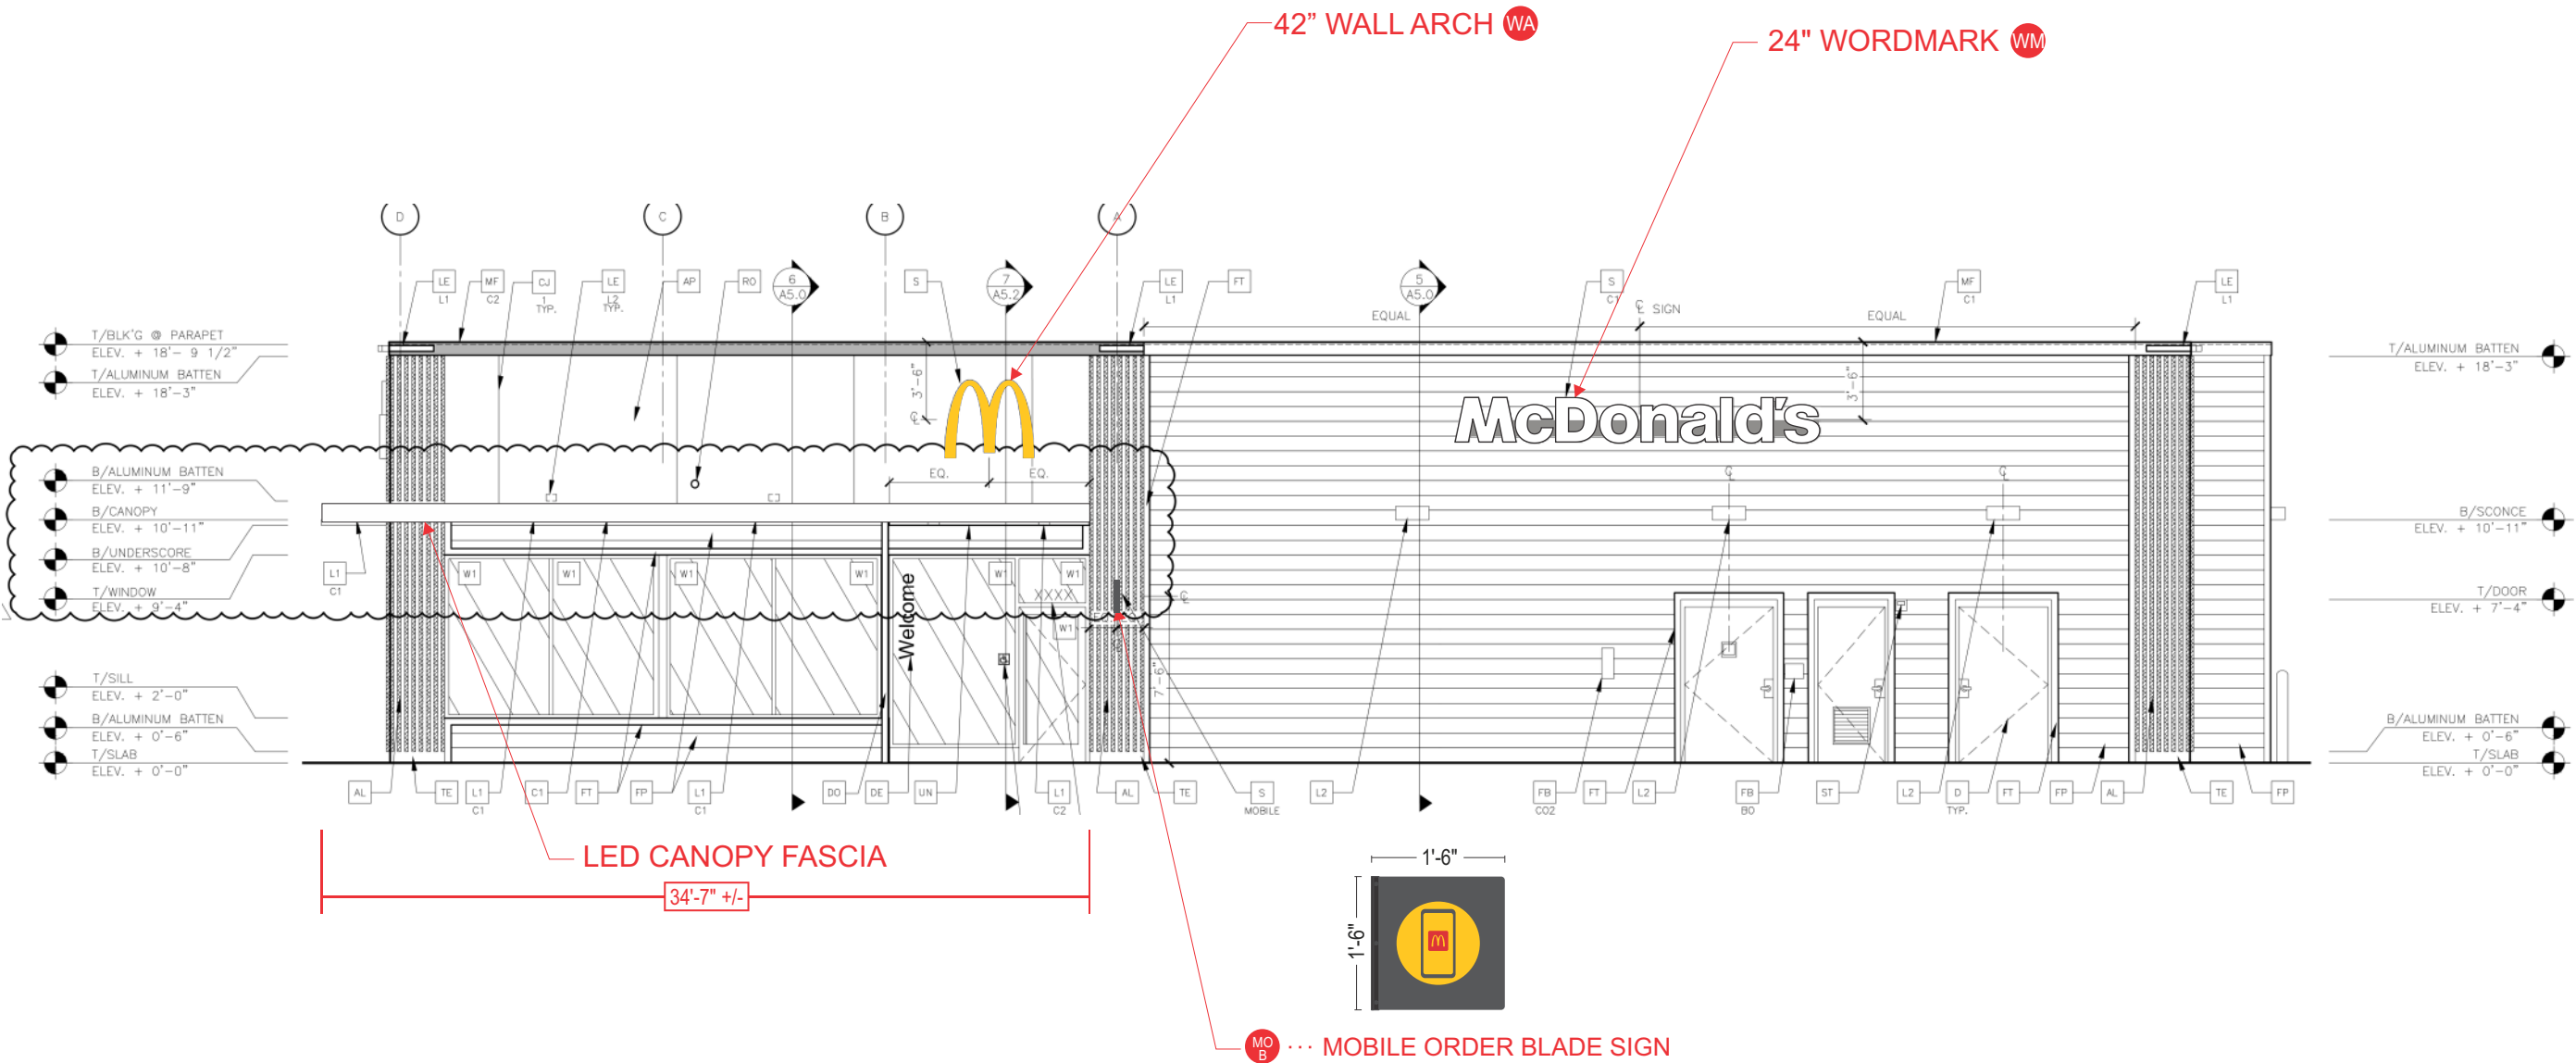 42” WALL ARCH WA
24" WORDMARK WM
D
C
B
A
LE
L1
MF
C2
CJ
1
TYP.
LE
L2
TYP.
AP
RO
6
A5.0
S
7
A5.2
LE
L1
FT
5
A5.0
S
C1
MF
C1
LE
L1
EQUAL
SIGN
EQUAL
T/BLK'G @ PARAPET
ELEV. + 18'- 9 1/2"
T/ALUMINUM BATTEN
ELEV. + 18'-3"
T/ALUMINUM BATTEN
ELEV. + 18'-3"
3'-6"
3'-6"
McDonald's
B/ALUMINUM BATTEN
ELEV. + 11'-9"
EQ.
EQ.
B/CANOPY
ELEV. + 10'-11"
B/SCONCE
ELEV. + 10'-11"
B/UNDERSCORE
ELEV. + 10'-8"
L1
C1
W1
W1
W1
W1
W1
W1
T/WINDOW
ELEV. + 9'-4"
T/DOOR
ELEV. + 7'-4"
XXXX
W1
Welcome
7'-6"
T/SILL
ELEV. + 2'-0"
B/ALUMINUM BATTEN
ELEV. + 0'-6"
B/ALUMINUM BATTEN
ELEV. + 0'-6"
T/SLAB
ELEV. + 0'-0"
T/SLAB
ELEV. + 0'-0"
AL
TE
L1
C1
C1
FT
FP
L1
C1
DO
DE
UN
L1
C2
AL
TE
S
MOBILE
L2
FB
CO2
FT
L2
FB
BO
ST
L2
D
TYP.
FT
FP
AL
TE
FP
LED CANOPY FASCIA
34'-7" +/-
1'-6"
1'-6"
MO
B
··· MOBILE ORDER BLADE SIGN